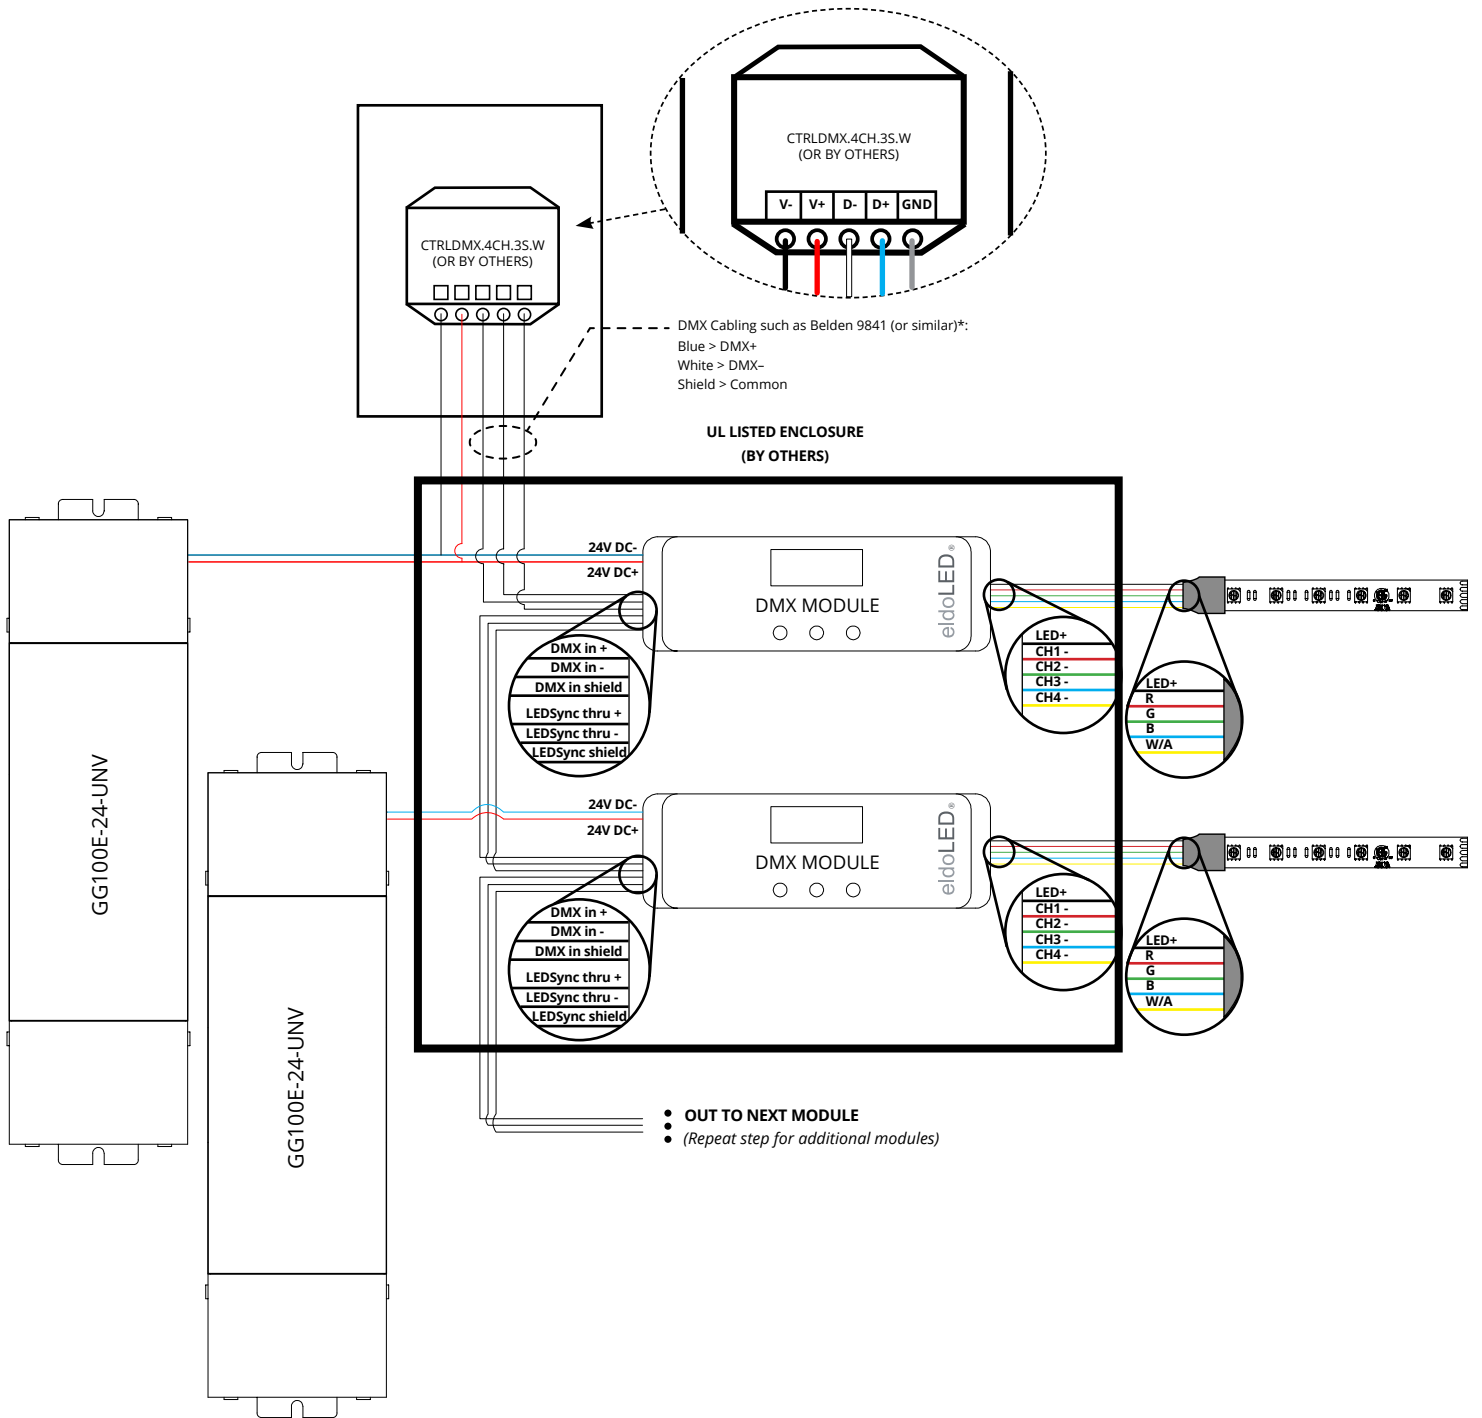 CTRLDMX.4CH.3S.W
(OR BY OTHERS)
V- V+ D- D+ GND
CTRLDMX.4CH.3S.W
(OR BY OTHERS)
DMX Cabling such as Belden 9841 (or similar)*:
Blue > DMX+
White > DMX–
Shield > Common
UL LISTED ENCLOSURE
(BY OTHERS)
24V DC-
24V DC+
DMX MODULE
eldoLED®
DMX in +
DMX in -
DMX in shield
LEDSync thru +
LEDSync thru -
LEDSync shield
LED+
CH1 -
CH2 -
CH3 -
CH4 -
LED+
R
G
B
W/A
GG100E-24-UNV
24V DC-
24V DC+
DMX MODULE
eldoLED®
DMX in +
DMX in -
DMX in shield
LEDSync thru +
LEDSync thru -
LEDSync shield
LED+
CH1 -
CH2 -
CH3 -
CH4 -
LED+
R
G
B
W/A
GG100E-24-UNV
OUT TO NEXT MODULE
(Repeat step for additional modules)